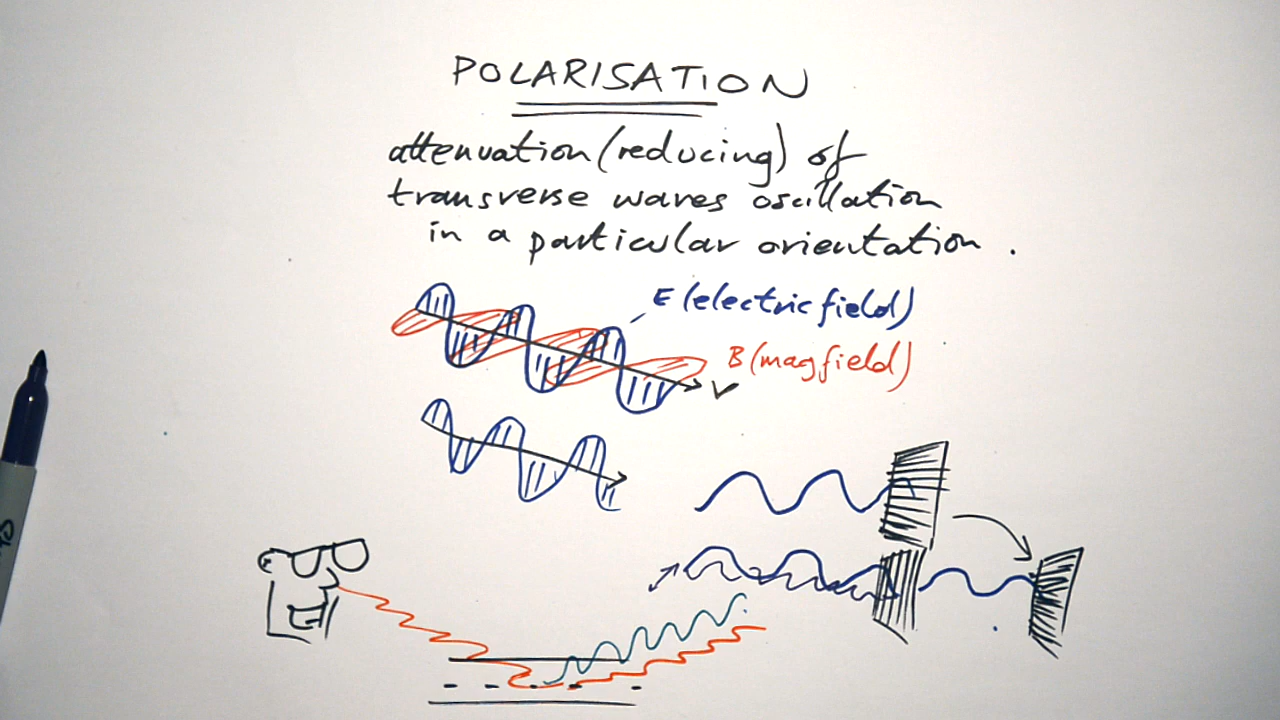 POLARISATION
attenuation (reducing) of
transverse waves oscillation
in a particular orientation.
E (electric field)
B (mag field)
V